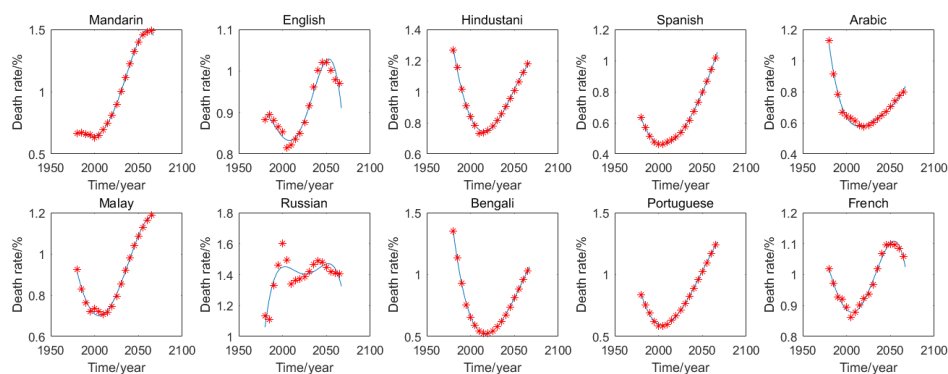 Mandarin
English
Hindustani
Spanish
Arabic
1.5
1
0.5
Death rate/%
1950 2000 2050 2100
Time/year
1.1
1
0.9
0.8
Death rate/%
1950 2000 2050 2100
Time/year
1.4
1.2
1
0.8
0.6
Death rate/%
1950 2000 2050 2100
Time/year
1.2
1
0.8
0.6
0.4
Death rate/%
1950 2000 2050 2100
Time/year
1.2
1
0.8
0.6
0.4
Death rate/%
1950 2000 2050 2100
Time/year
Malay
Russian
Bengali
Portuguese
French
1.2
1
0.8
0.6
Death rate/%
1950 2000 2050 2100
Time/year
1.8
1.6
1.4
1.2
1
Death rate/%
1950 2000 2050 2100
Time/year
1.5
1
0.5
Death rate/%
1950 2000 2050 2100
Time/year
1.5
1
0.5
Death rate/%
1950 2000 2050 2100
Time/year
1.2
1.1
1
0.9
0.8
Death rate/%
1950 2000 2050 2100
Time/year